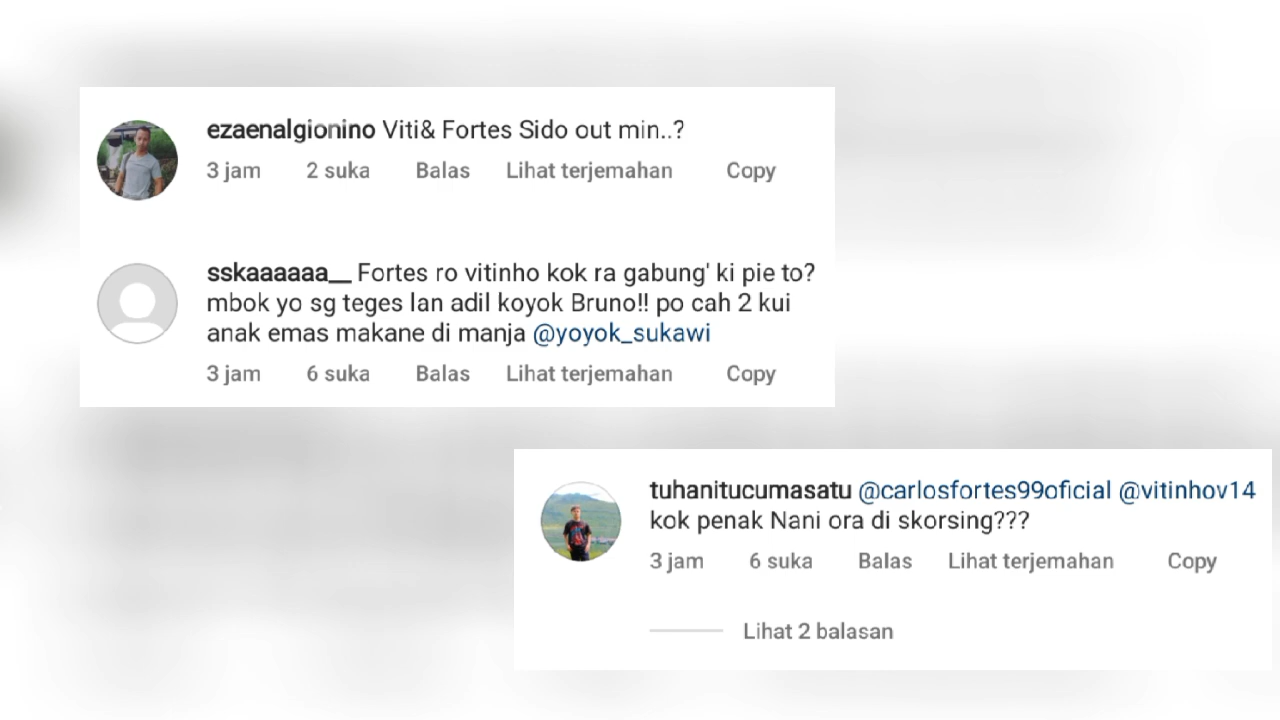 ezaenalgionino Viti& Fortes Sido out min..?
3 jam 2 suka Balas Lihat terjemahan Copy
sskaaaaaa__ Fortes ro vitinho kok ra gabung' ki pie to?
mbok yo sg teges lan adil koyok Bruno!! po cah 2 kui
anak emas makane di manja @yoyok_sukawi
3 jam 6 suka Balas Lihat terjemahan Copy
tuhanitucumasatu @carlosfortes99oficial @vitinhov14
kok penak Nani ora di skorsing???
3 jam 6 suka Balas Lihat terjemahan Copy
Lihat 2 balasan